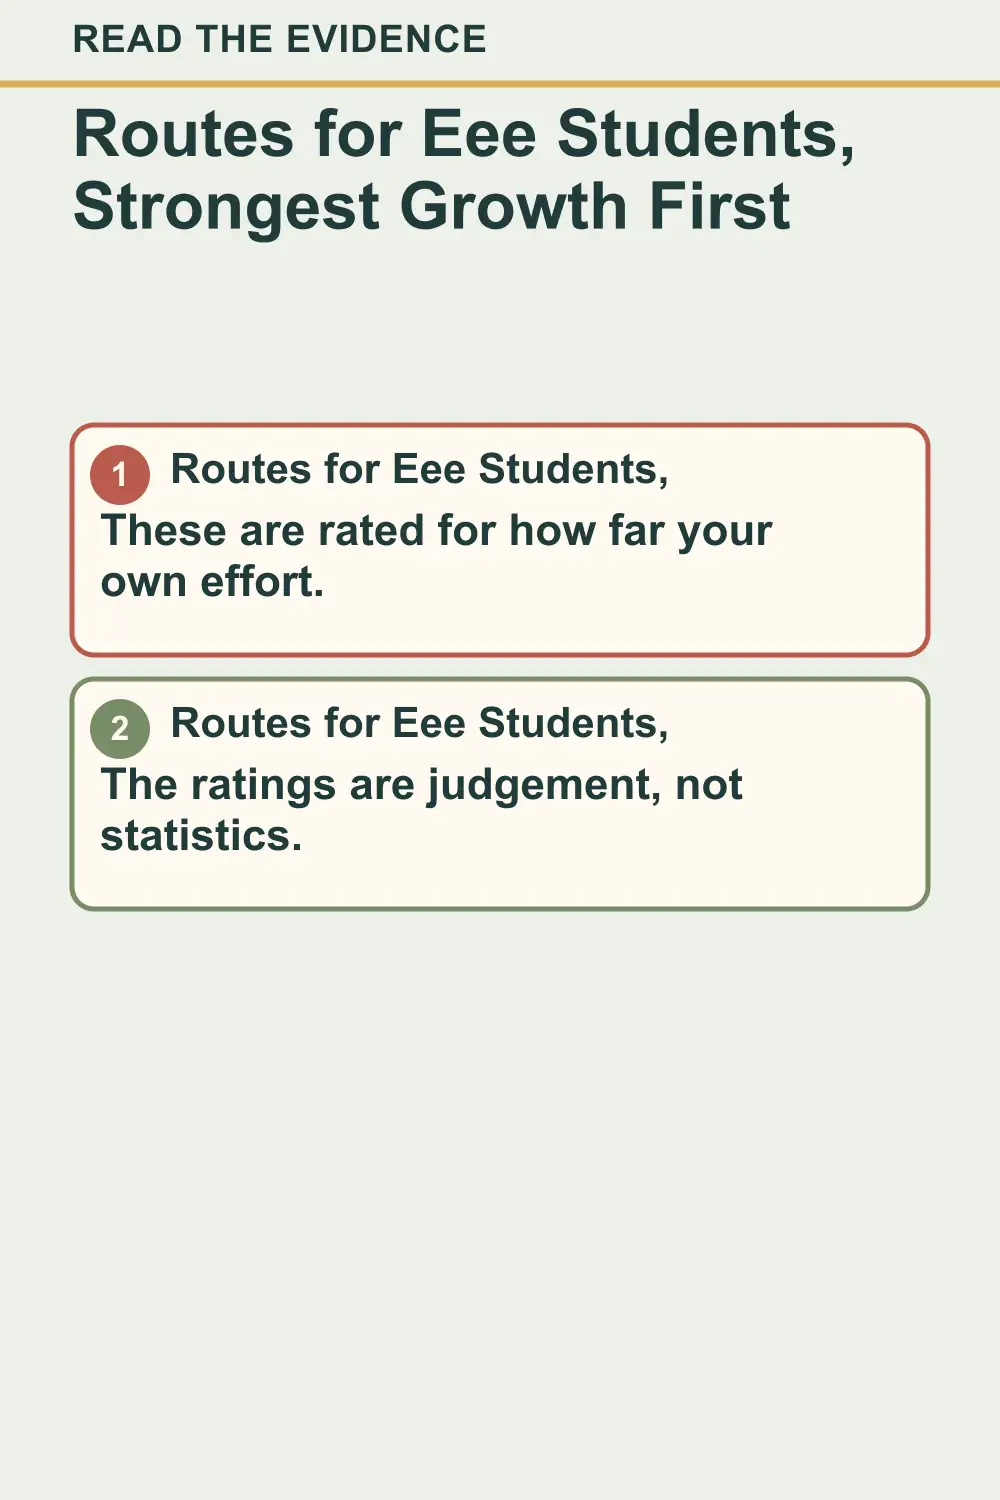 READ THE EVIDENCE
Routes for Eee Students,
Strongest Growth First
1 Routes for Eee Students,
These are rated for how far your
own effort.
2 Routes for Eee Students,
The ratings are judgement, not
statistics.